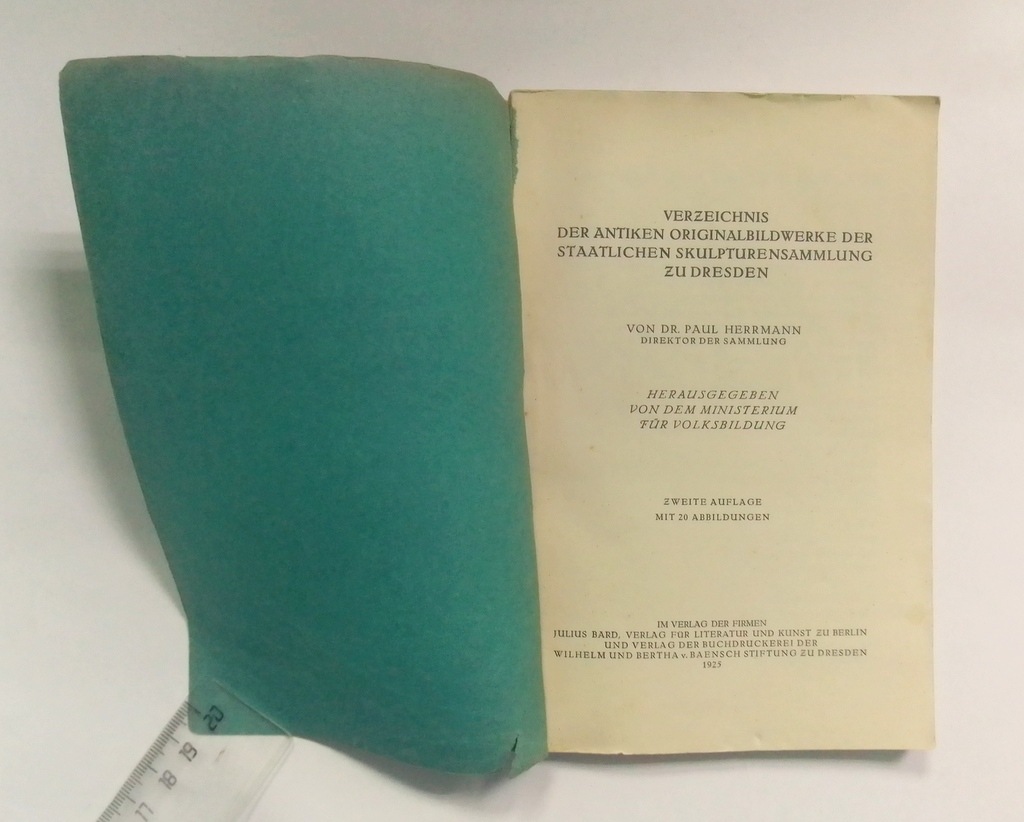 VERZEICHNIS
DER ANTIKEN ORIGINALBILDWERKE DER
STAATLICHEN SKULPTURENSAMMLUNG
ZU DRESDEN
VON DR. PAUL HERRMANN
DIREKTOR DER SAMMLUNG
HERAUSGEGEBEN
VON DEM MINISTERIUM
FÜR VOLKSBILDUNG
ZWEITE AUFLAGE
MIT 20 ABBILDUNGEN
IM VERLAG DER FIRMEN
JULIUS BARD, VERLAG FÜR LITERATUR UND KUNST ZU BERLIN
UND VERLAG DER BUCHDRUCKEREI DER
WILHELM UND BERTHA v. BAENSCH STIFTUNG ZU DRESDEN
1925
17 18 19 20